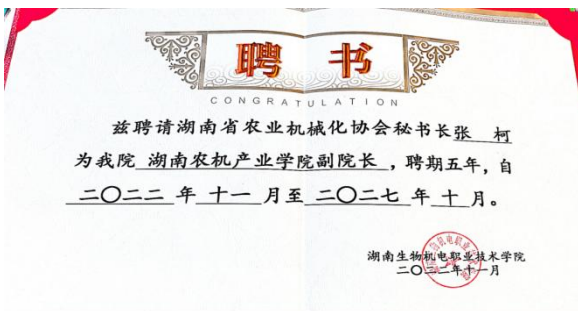 聘书
CONGRATULATION
兹聘请湖南省农业机械化协会秘书长张 柯
为我院 湖南农机产业学院副院长 ，聘期五年，自
二〇二二 年 十一 月至 二〇二七 年 十 月。
湖南生物机电职业技术学院
二〇二二年十一月